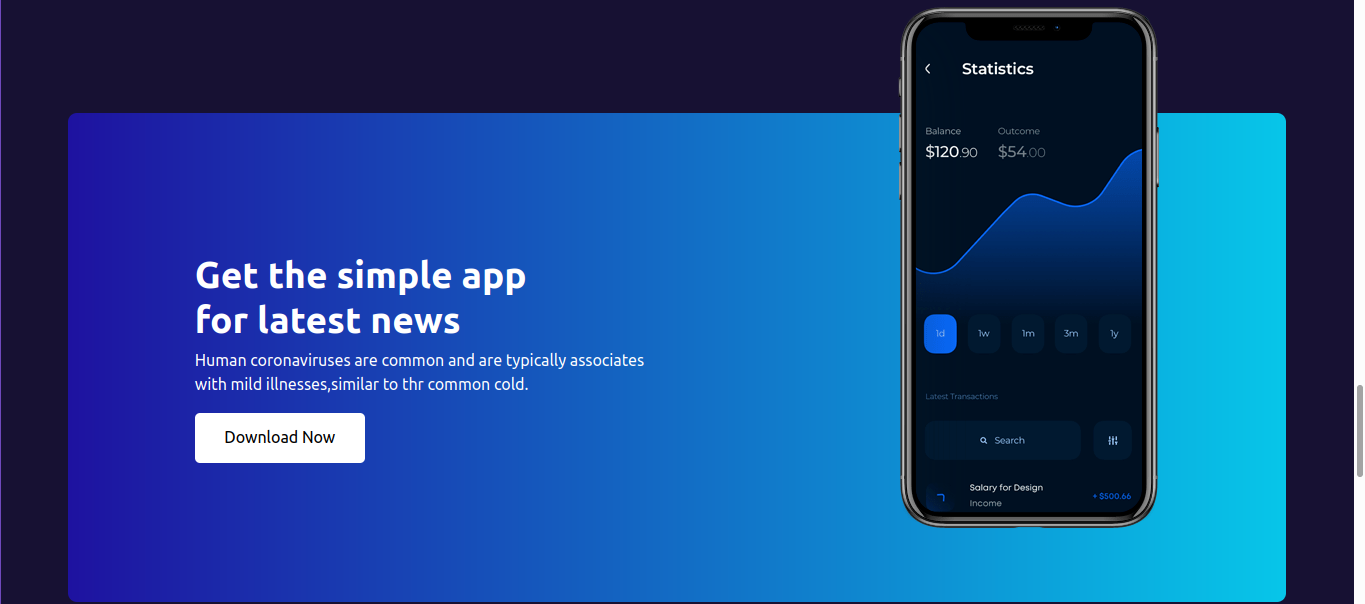 Get the simple app
for latest news
Human coronaviruses are common and are typically associates
with mild illnesses,similar to thr common cold.
Download Now
Statistics
Balance Outcome
$120.90 $54.00
1d 1w 1m 3m 1y
Latest Transactions
Search
Salary for Design
+ $500.66
Income